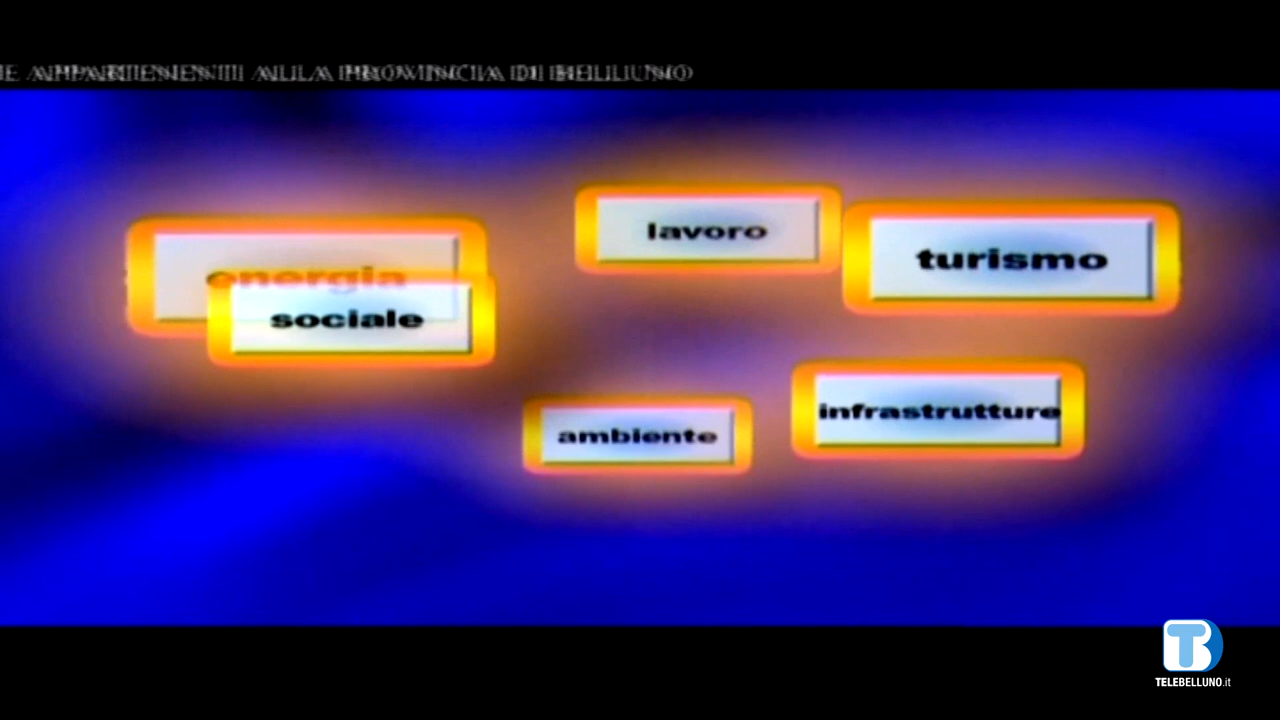 E APPARTENENTI ALLA PROVINCIA DI BELLUNO
lavoro
turismo
energia
sociale
infrastrutture
ambiente
TELEBELLUNO.it